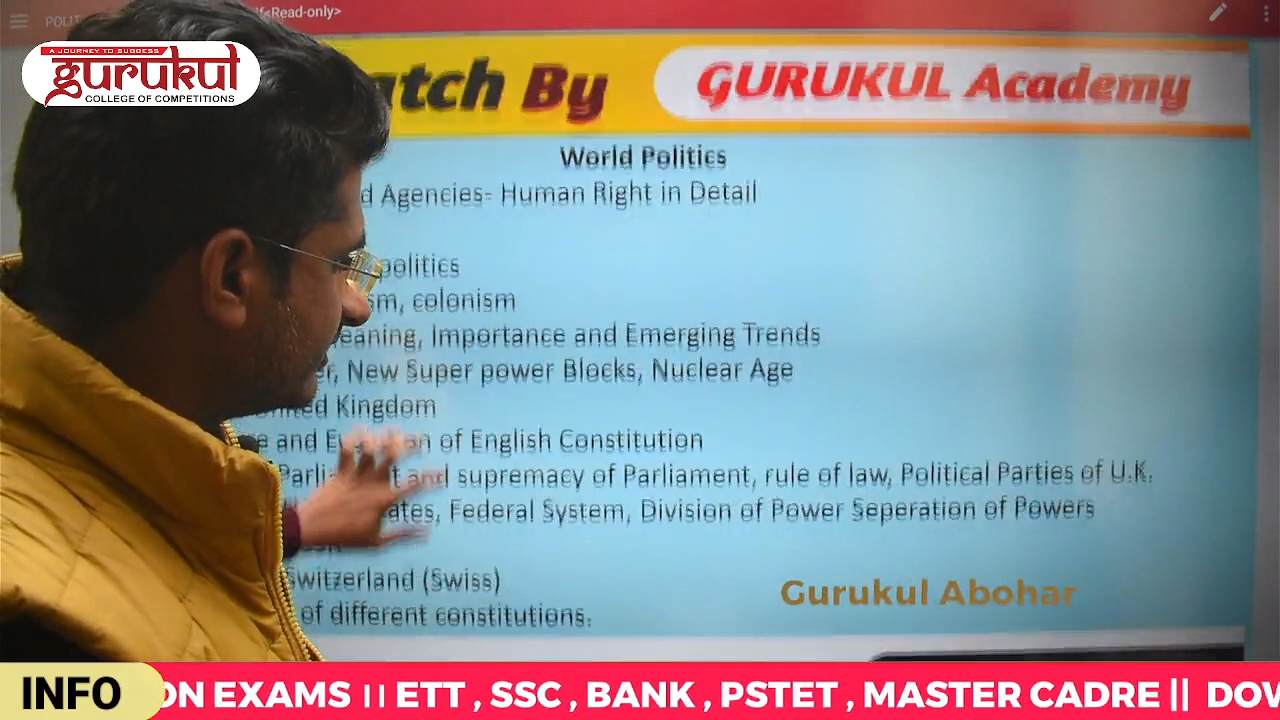 <Read-only>
A JOURNEY TO SUCCESS
gurukul
COLLEGE OF COMPETITIONS
atch By GURUKUL Academy
World Politics
d Agencies- Human Right in Detail
politics
sm, colonism
eaning, Importance and Emerging Trends
er, New Super power Blocks, Nuclear Age
United Kingdom
e and of English Constitution
and supremacy of Parliament, rule of law, Political Parties of U.K.
ates, Federal System, Division of Power Seperation of Powers
Switzerland (Swiss)
of different constitutions.
Gurukul Abohar
INFO ON EXAMS || ETT , SSC , BANK , PSTET , MASTER CADRE || DOW